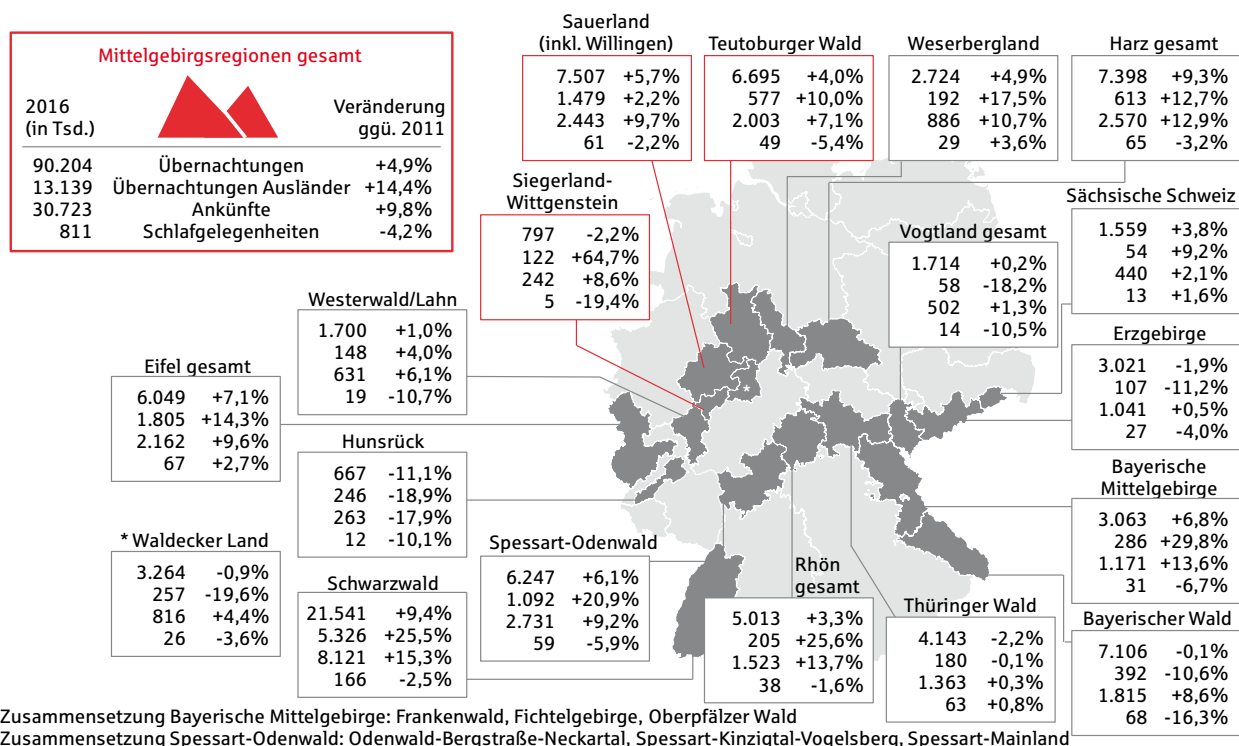 Mittelgebirgsregionen gesamt
2016 (in Tsd.) Veränderung ggü. 2011
90.204 Übernachtungen +4,9%
13.139 Übernachtungen Ausländer +14,4%
30.723 Ankünfte +9,8%
811 Schlafgelegenheiten -4,2%
Sauerland
(inkl. Willingen)
7.507 +5,7%
1.479 +2,2%
2.443 +9,7%
61 -2,2%
Teutoburger Wald
6.695 +4,0%
577 +10,0%
2.003 +7,1%
49 -5,4%
Weserbergland
2.724 +4,9%
192 +17,5%
886 +10,7%
29 +3,6%
Harz gesamt
7.398 +9,3%
613 +12,7%
2.570 +12,9%
65 -3,2%
Siegerland-
Wittgenstein
797 -2,2%
122 +64,7%
242 +8,6%
5 -19,4%
Vogtland gesamt
1.714 +0,2%
58 -18,2%
502 +1,3%
14 -10,5%
Sächsische Schweiz
1.559 +3,8%
54 +9,2%
440 +2,1%
13 +1,6%
Westerwald/Lahn
1.700 +1,0%
148 +4,0%
631 +6,1%
19 -10,7%
Erzgebirge
3.021 -1,9%
107 -11,2%
1.041 +0,5%
27 -4,0%
Eifel gesamt
6.049 +7,1%
1.805 +14,3%
2.162 +9,6%
67 +2,7%
*
Hunsrück
667 -11,1%
246 -18,9%
263 -17,9%
12 -10,1%
Bayerische
Mittelgebirge
3.063 +6,8%
286 +29,8%
1.171 +13,6%
31 -6,7%
* Waldecker Land
3.264 -0,9%
257 -19,6%
816 +4,4%
26 -3,6%
Schwarzwald
21.541 +9,4%
5.326 +25,5%
8.121 +15,3%
166 -2,5%
Spessart-Odenwald
6.247 +6,1%
1.092 +20,9%
2.731 +9,2%
59 -5,9%
Rhön
gesamt
5.013 +3,3%
205 +25,6%
1.523 +13,7%
38 -1,6%
Thüringer Wald
4.143 -2,2%
180 -0,1%
1.363 +0,3%
63 +0,8%
Bayerischer Wald
7.106 -0,1%
392 -10,6%
1.815 +8,6%
68 -16,3%
Zusammensetzung Bayerische Mittelgebirge: Frankenwald, Fichtelgebirge, Oberpfälzer Wald
Zusammensetzung Spessart-Odenwald: Odenwald-Bergstraße-Neckartal, Spessart-Kinzigtal-Vogelsberg, Spessart-Mainland